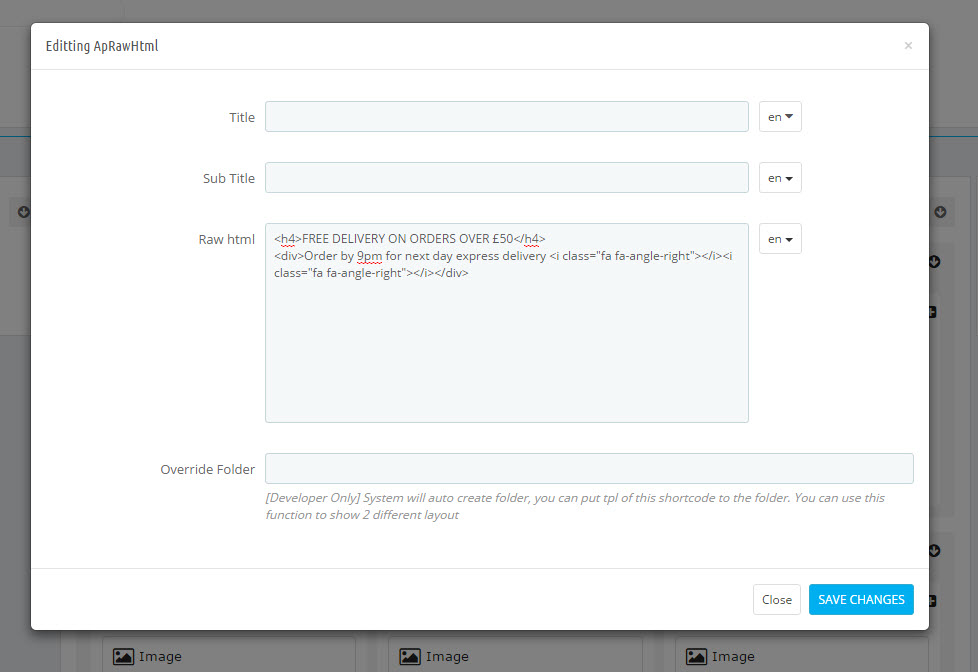 Editting ApRawHtml
×
Title
en
Sub Title
en
Raw html
<h4>FREE DELIVERY ON ORDERS OVER £50</h4>
<div>Order by 9pm for next day express delivery <i class="fa fa-angle-right"></i><i
class="fa fa-angle-right"></i></div>
en
Override Folder
[Developer Only] System will auto create folder, you can put tpl of this shortcode to the folder. You can use this
function to show 2 different layout
Close SAVE CHANGES
Image Image Image